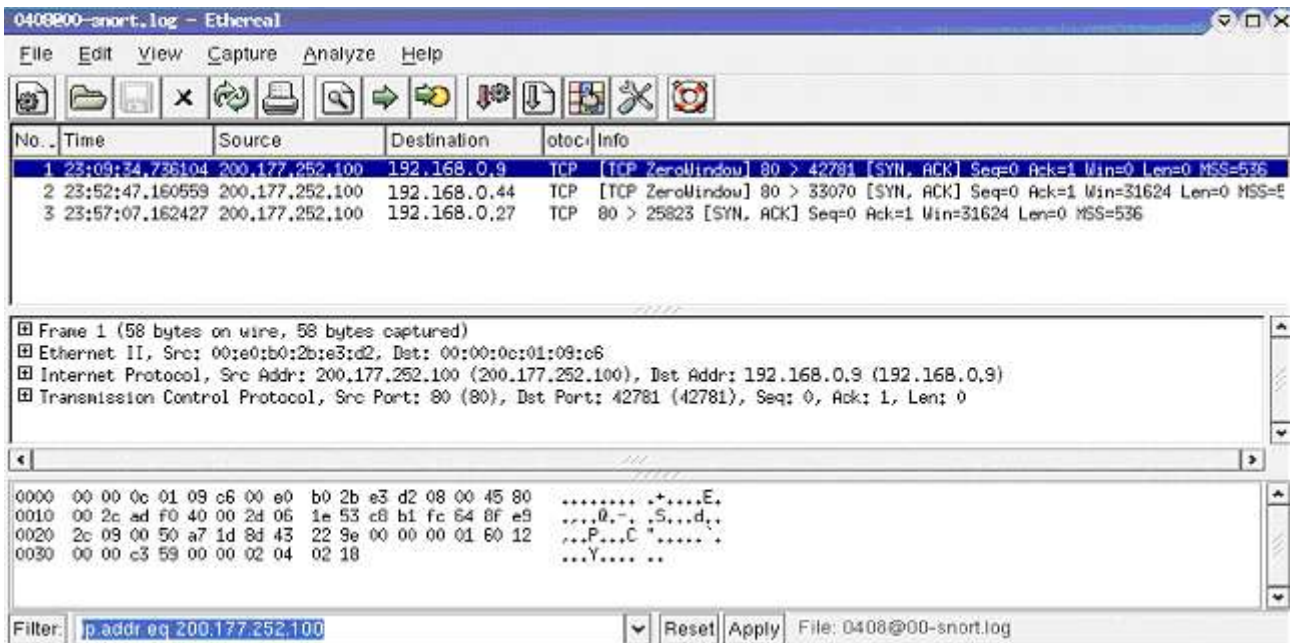 0408@00-snort.log - Ethereal
File Edit View Capture Analyze Help
No. . Time Source Destination otoco Info
1 23:09:34.736104 200.177.252.100 192.168.0.9 TCP [TCP ZeroWindow] 80 > 42781 [SYN, ACK] Seq=0 Ack=1 Win=0 Len=0 MSS=536
2 23:52:47.160559 200.177.252.100 192.168.0.44 TCP [TCP ZeroWindow] 80 > 33070 [SYN, ACK] Seq=0 Ack=1 Win=31624 Len=0 MSS=5
3 23:57:07.162427 200.177.252.100 192.168.0.27 TCP 80 > 25823 [SYN, ACK] Seq=0 Ack=1 Win=31624 Len=0 MSS=536
Frame 1 (58 bytes on wire, 58 bytes captured)
Ethernet II, Src: 00:e0:b0:2b:e3:d2, Dst: 00:00:0c:01:09:c6
Internet Protocol, Src Addr: 200.177.252.100 (200.177.252.100), Dst Addr: 192.168.0.9 (192.168.0.9)
Transmission Control Protocol, Src Port: 80 (80), Dst Port: 42781 (42781), Seq: 0, Ack: 1, Len: 0
0000 00 00 0c 01 09 c6 00 e0 b0 2b e3 d2 08 00 45 80 ........ .+....E.
0010 00 2c ad f0 40 00 2d 06 1e 53 c8 b1 fc 64 8f e9 .,..@.-. .S...d..
0020 2c 09 00 50 a7 1d 8d 43 22 9e 00 00 00 01 60 12 ,..P...C ".....`.
0030 00 00 c3 59 00 00 02 04 02 18 ...Y.... ..
Filter: p.addr eq 200.177.252.100 Reset Apply File: 0408@00-snort.log